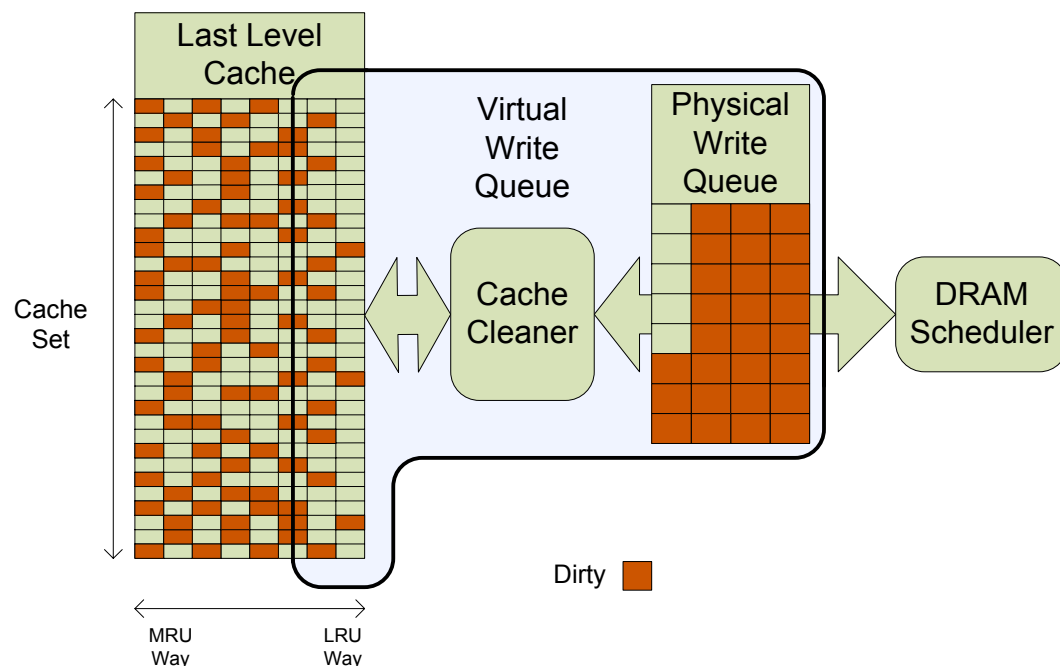 Last Level
Cache
Virtual
Write
Queue
Physical
Write
Queue
Cache
Set
Cache
Cleaner
DRAM
Scheduler
Dirty
MRU
Way
LRU
Way